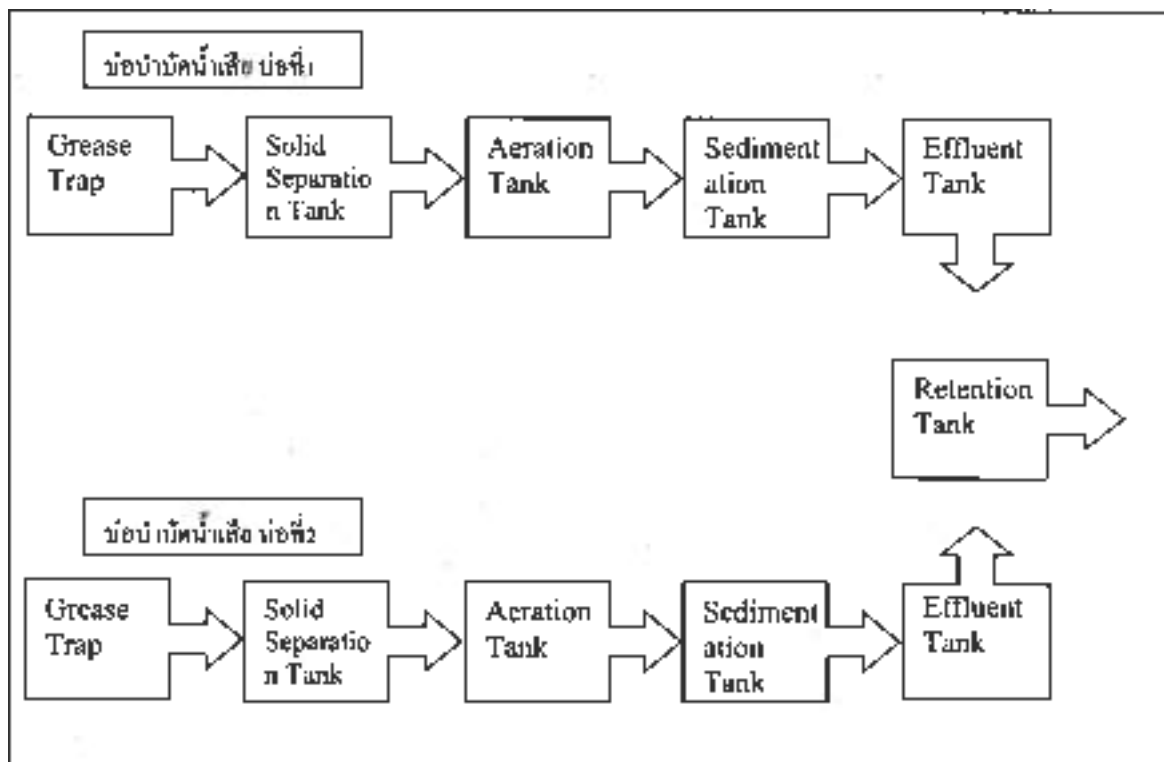 บ่อบำบัดน้ำเสีย บ่อที่1
Grease
Trap
Solid
Separatio
n Tank
Aeration
Tank
Sediment
ation
Tank
Effluent
Tank
Retention
Tank
บ่อบำบัดน้ำเสีย บ่อที่2
Grease
Trap
Solid
Separatio
n Tank
Aeration
Tank
Sediment
ation
Tank
Effluent
Tank